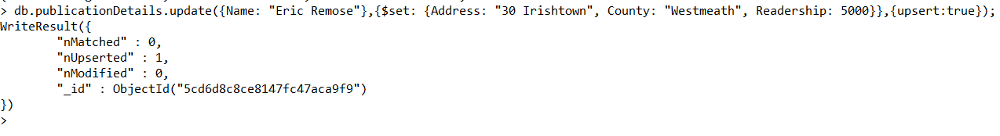 > db.publicationDetails.update({Name: "Eric Remose"},{$set: {Address: "30 Irishtown", County: "Westmeath", Readership: 5000}},{upsert:true});
WriteResult({
        "nMatched" : 0,
        "nUpserted" : 1,
        "nModified" : 0,
        "_id" : ObjectId("5cd6d8c8ce8147fc47aca9f9")
})
>